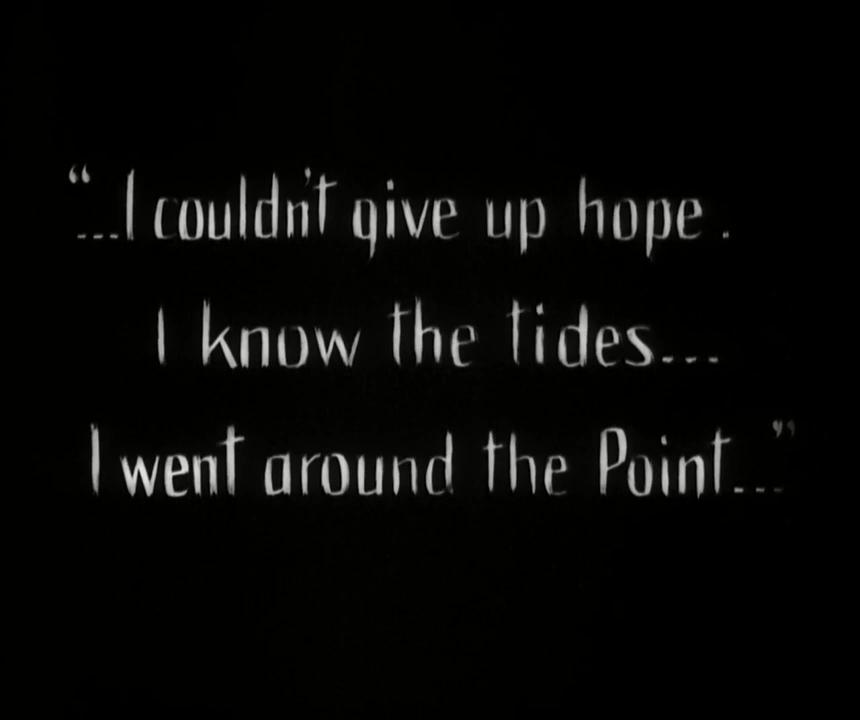 “...I couldn't give up hope.
I know the tides...
I went around the Point...”